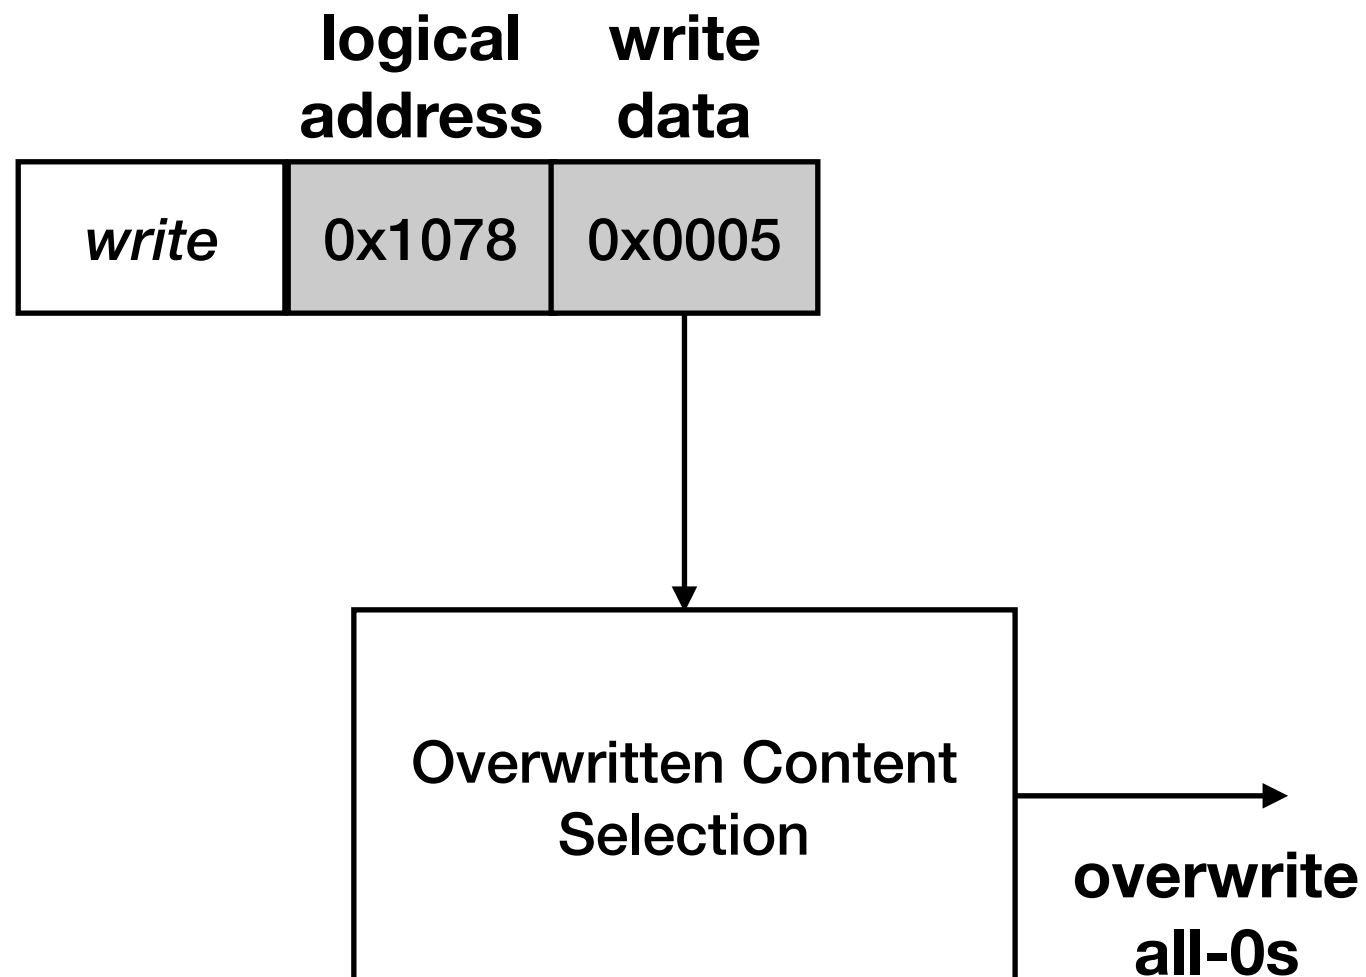 logical
address
write
data
write
0x1078
0x0005
Overwritten Content
Selection
overwrite
all-0s